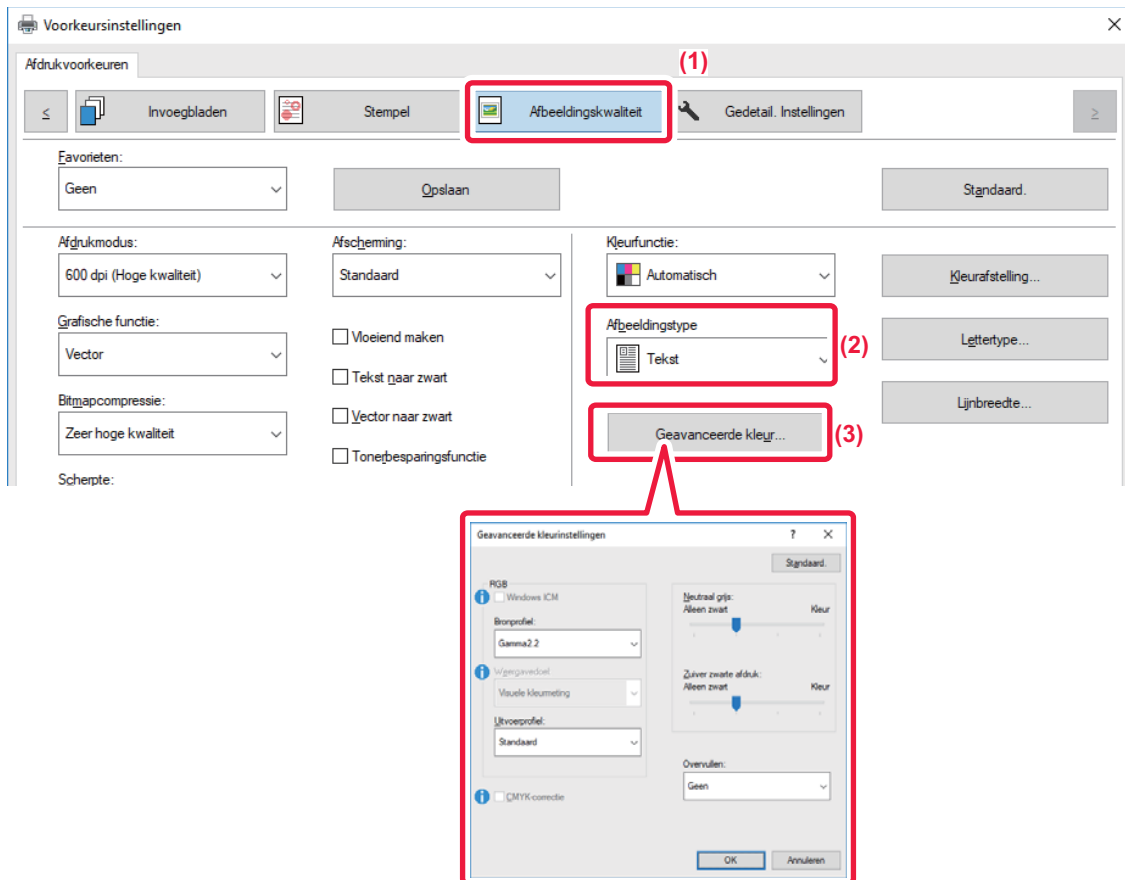 Voorkeursinstellingen
Afdrukvoorkeuren
(1)
< Invoegbladen Stempel Afbeeldingskwaliteit Gedetail. Instellingen >
Favorieten:
Geen Opslaan Standaard.
Afdrukmodus: Afscherming: Kleurfunctie:
600 dpi (Hoge kwaliteit) Standaard Automatisch Kleurafstelling...
Grafische functie: Afbeeldingstype
Vloeiend maken Lettertype...
Vector Tekst (2)
Tekst naar zwart
Bitmapcompressie: Lijnbreedte...
Vector naar zwart
Zeer hoge kwaliteit Geavanceerde kleur... (3)
Tonerbesparingsfunctie
Scherpte:
Geavanceerde kleurinstellingen ?
Standaard.
RGB
Windows ICM Neutraal grijs:
Alleen zwart Kleur
Bronprofiel:
Gamma2.2
Weergavedoel Zuiver zwarte afdruk:
Visuele kleurmeting Alleen zwart Kleur
Uitvoerprofiel:
Standaard
Overvullen:
Geen
CMYK-correctie
OK Annuleren